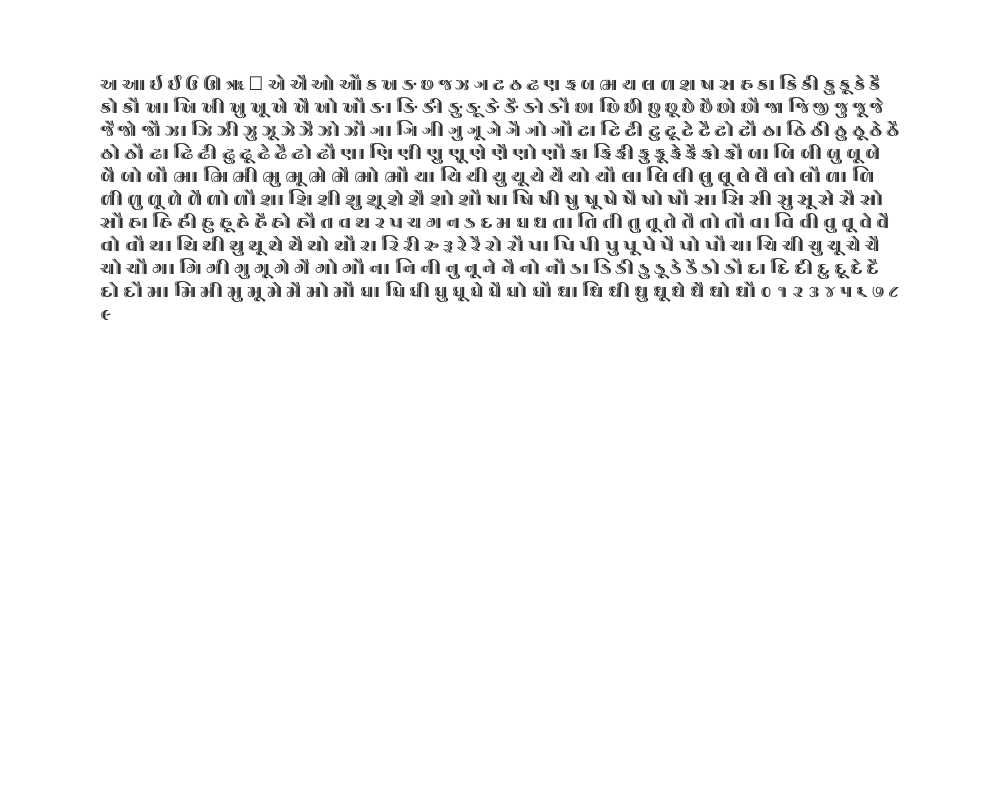 અ આ ઇ ઈ ઉ ઊ ઋ એ ઐ ઓ ઔ ક ખ ઙ છ જ ઝ ઞ ટ ઠ ઢ ણ ફ બ ભ ય લ ળ શ ષ સ હ કા કિ કી કુ કૂ કે કૈ
કો કૌ ખા ખિ ખી ખુ ખૂ ખે ખૈ ખો ખૌ ઙા ઙિ ઙી ઙુ ઙૂ ઙે ઙૈ ઙો ઙૌ છા છિ છી છુ છૂ છે છૈ છો છૌ જા જિ જી જુ જૂ જે
જૈ જો જૌ ઝા ઝિ ઝી ઝુ ઝૂ ઝે ઝૈ ઝો ઝૌ ઞા ઞિ ઞી ઞુ ઞૂ ઞે ઞૈ ઞો ઞૌ ટા ટિ ટી ટુ ટૂ ટે ટૈ ટો ટૌ ઠા ઠિ ઠી ઠુ ઠૂ ઠે ઠૈ
ઠો ઠૌ ઢા ઢિ ઢી ઢુ ઢૂ ઢે ઢૈ ઢો ઢૌ ણા ણિ ણી ણુ ણૂ ણે ણૈ ણો ણૌ ફા ફિ ફી ફુ ફૂ ફે ફૈ ફો ફૌ બા બિ બી બુ બૂ બે
બૈ બો બૌ ભા ભિ ભી ભુ ભૂ ભે ભૈ ભો ભૌ યા યિ યી યુ યૂ યે યૈ યો યૌ લા લિ લી લુ લૂ લે લૈ લો લૌ ળા ળિ
ળી ળુ ળૂ ળે ળૈ ળો ળૌ શા શિ શી શુ શૂ શે શૈ શો શૌ ષા ષિ ષી ષુ ષૂ ષે ષૈ ષો ષૌ સા સિ સી સુ સૂ સે સૈ સો
સૌ હા હિ હી હુ હૂ હે હૈ હો હૌ ત વ થ ર પ ચ ગ ન ડ દ મ ઘ ધ તા તિ તી તુ તૂ તે તૈ તો તૌ વા વિ વી વુ વૂ વે વૈ
વો વૌ થા થિ થી થુ થૂ થે થૈ થો થૌ રા રિ રી રુ રૂ રે રૈ રો રૌ પા પિ પી પુ પૂ પે પૈ પો પૌ ચા ચિ ચી ચુ ચૂ ચે ચૈ
ચો ચૌ ગા ગિ ગી ગુ ગૂ ગે ગૈ ગો ગૌ ના નિ ની નુ નૂ ને નૈ નો નૌ ડા ડિ ડી ડુ ડૂ ડે ડૈ ડો ડૌ દા દિ દી દુ દૂ દે દૈ
દો દૌ મા મિ મી મુ મૂ મે મૈ મો મૌ ઘા ઘિ ઘી ઘુ ઘૂ ઘે ઘૈ ઘો ઘૌ ધા ધિ ધી ધુ ધૂ ધે ધૈ ધો ધૌ ૦ ૧ ૨ ૩ ૪ ૫ ૬ ૭ ૮
૯